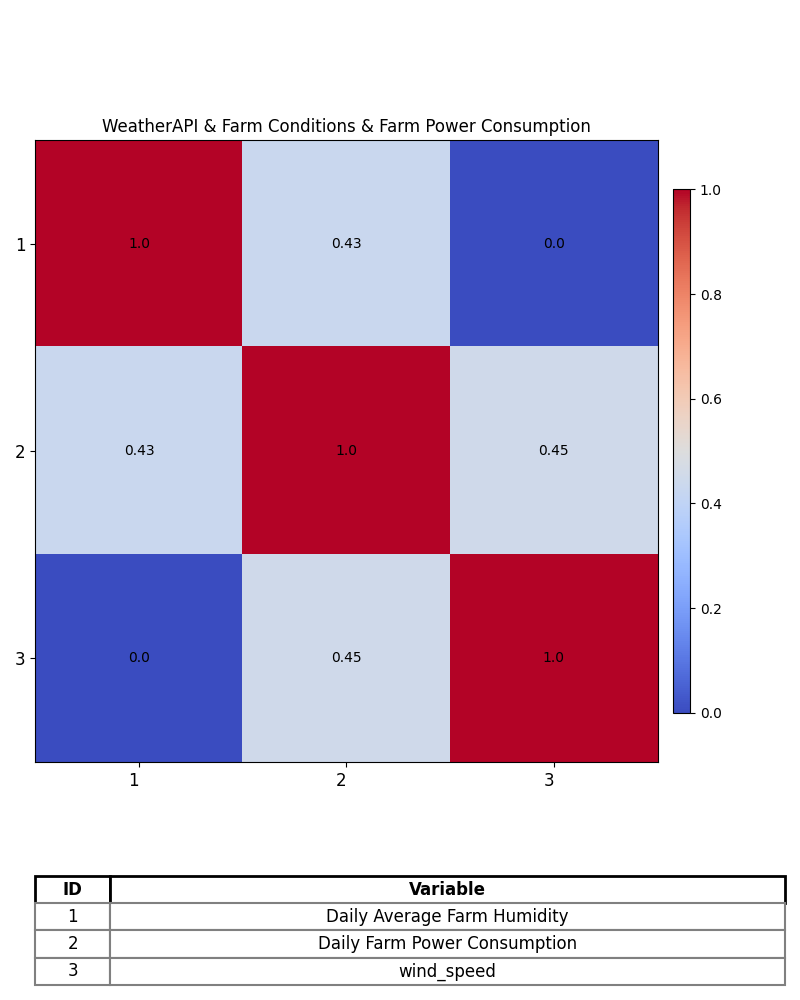 WeatherAPI & Farm Conditions & Farm Power Consumption
1.0
1 1.0 0.43 0.0
0.8
0.6
2 0.43 1.0 0.45
0.4
0.2
3 0.0 0.45 1.0
0.0
1 2 3
ID Variable
1 Daily Average Farm Humidity
2 Daily Farm Power Consumption
3 wind_speed